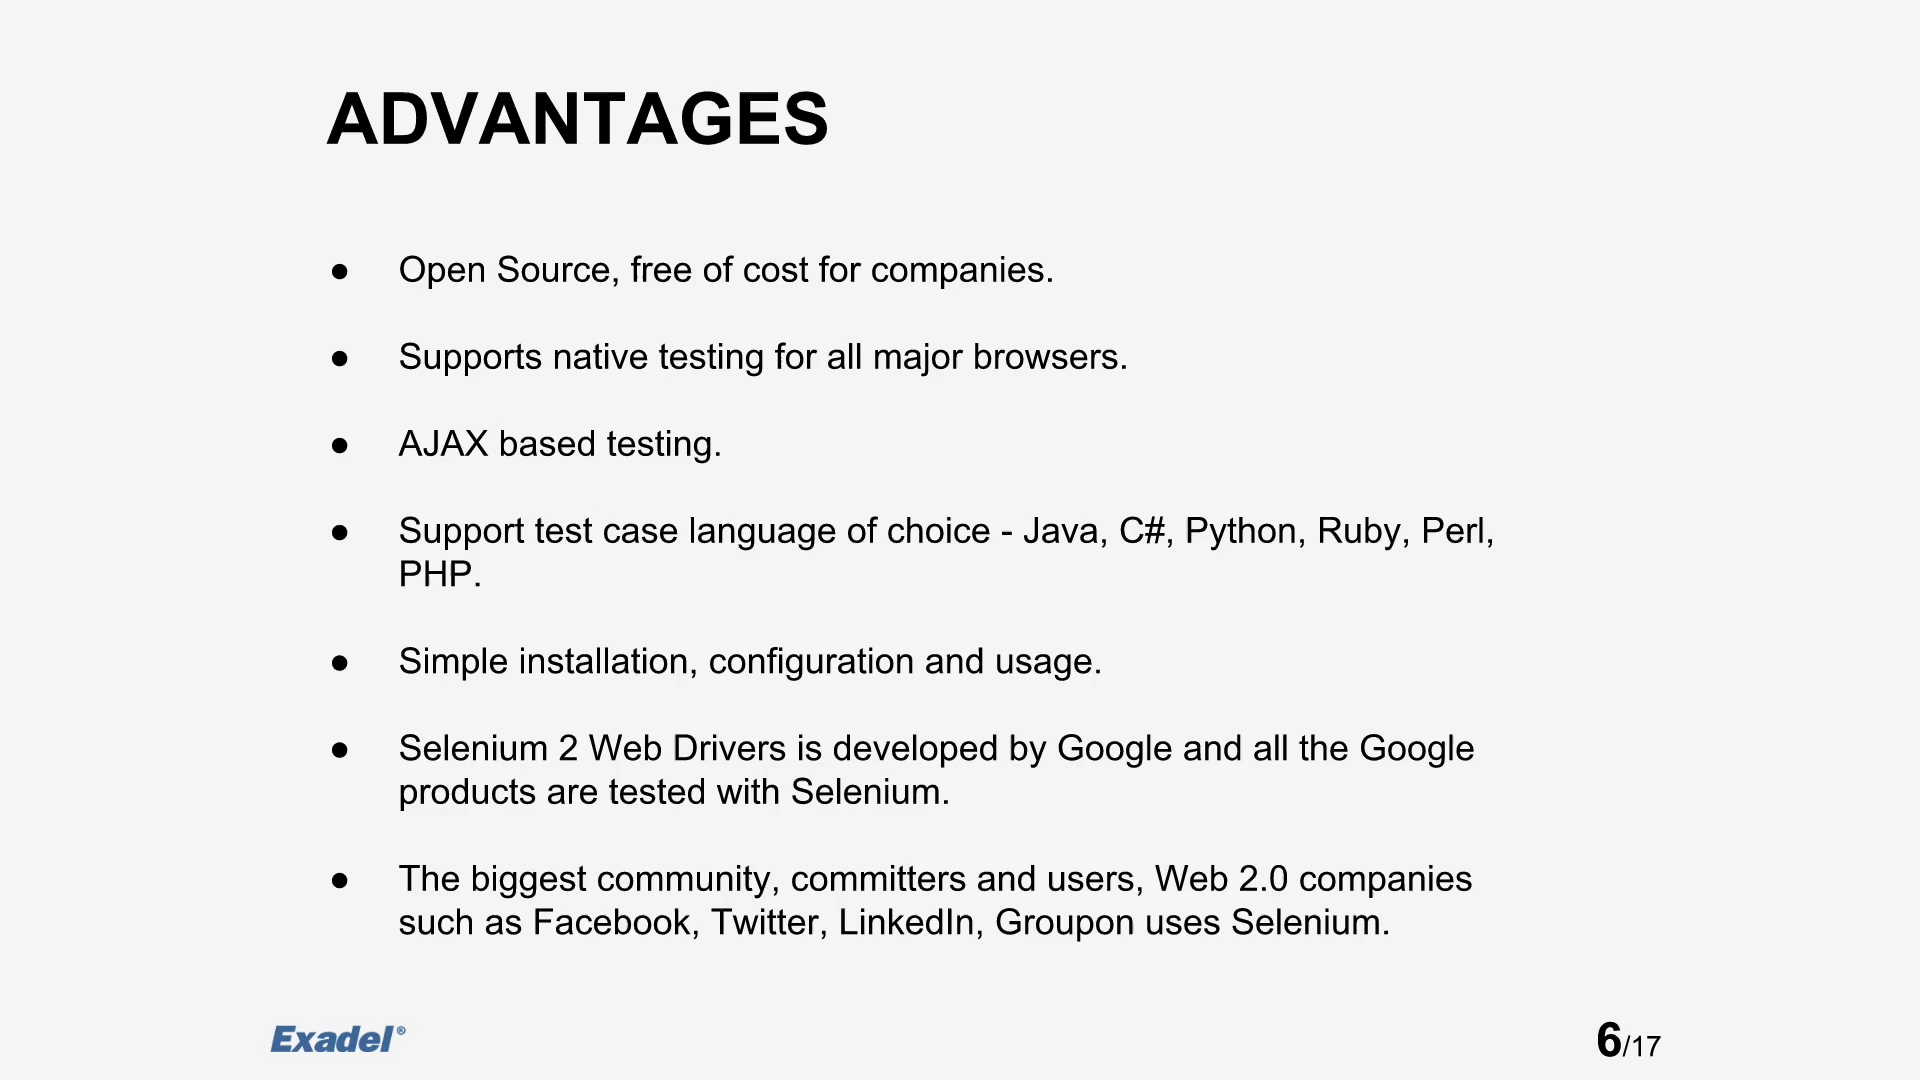 ADVANTAGES
● Open Source, free of cost for companies.
● Supports native testing for all major browsers.
● AJAX based testing.
● Support test case language of choice - Java, C#, Python, Ruby, Perl,
PHP.
● Simple installation, configuration and usage.
● Selenium 2 Web Drivers is developed by Google and all the Google
products are tested with Selenium.
● The biggest community, committers and users, Web 2.0 companies
such as Facebook, Twitter, LinkedIn, Groupon uses Selenium.
Exadel®
6/17